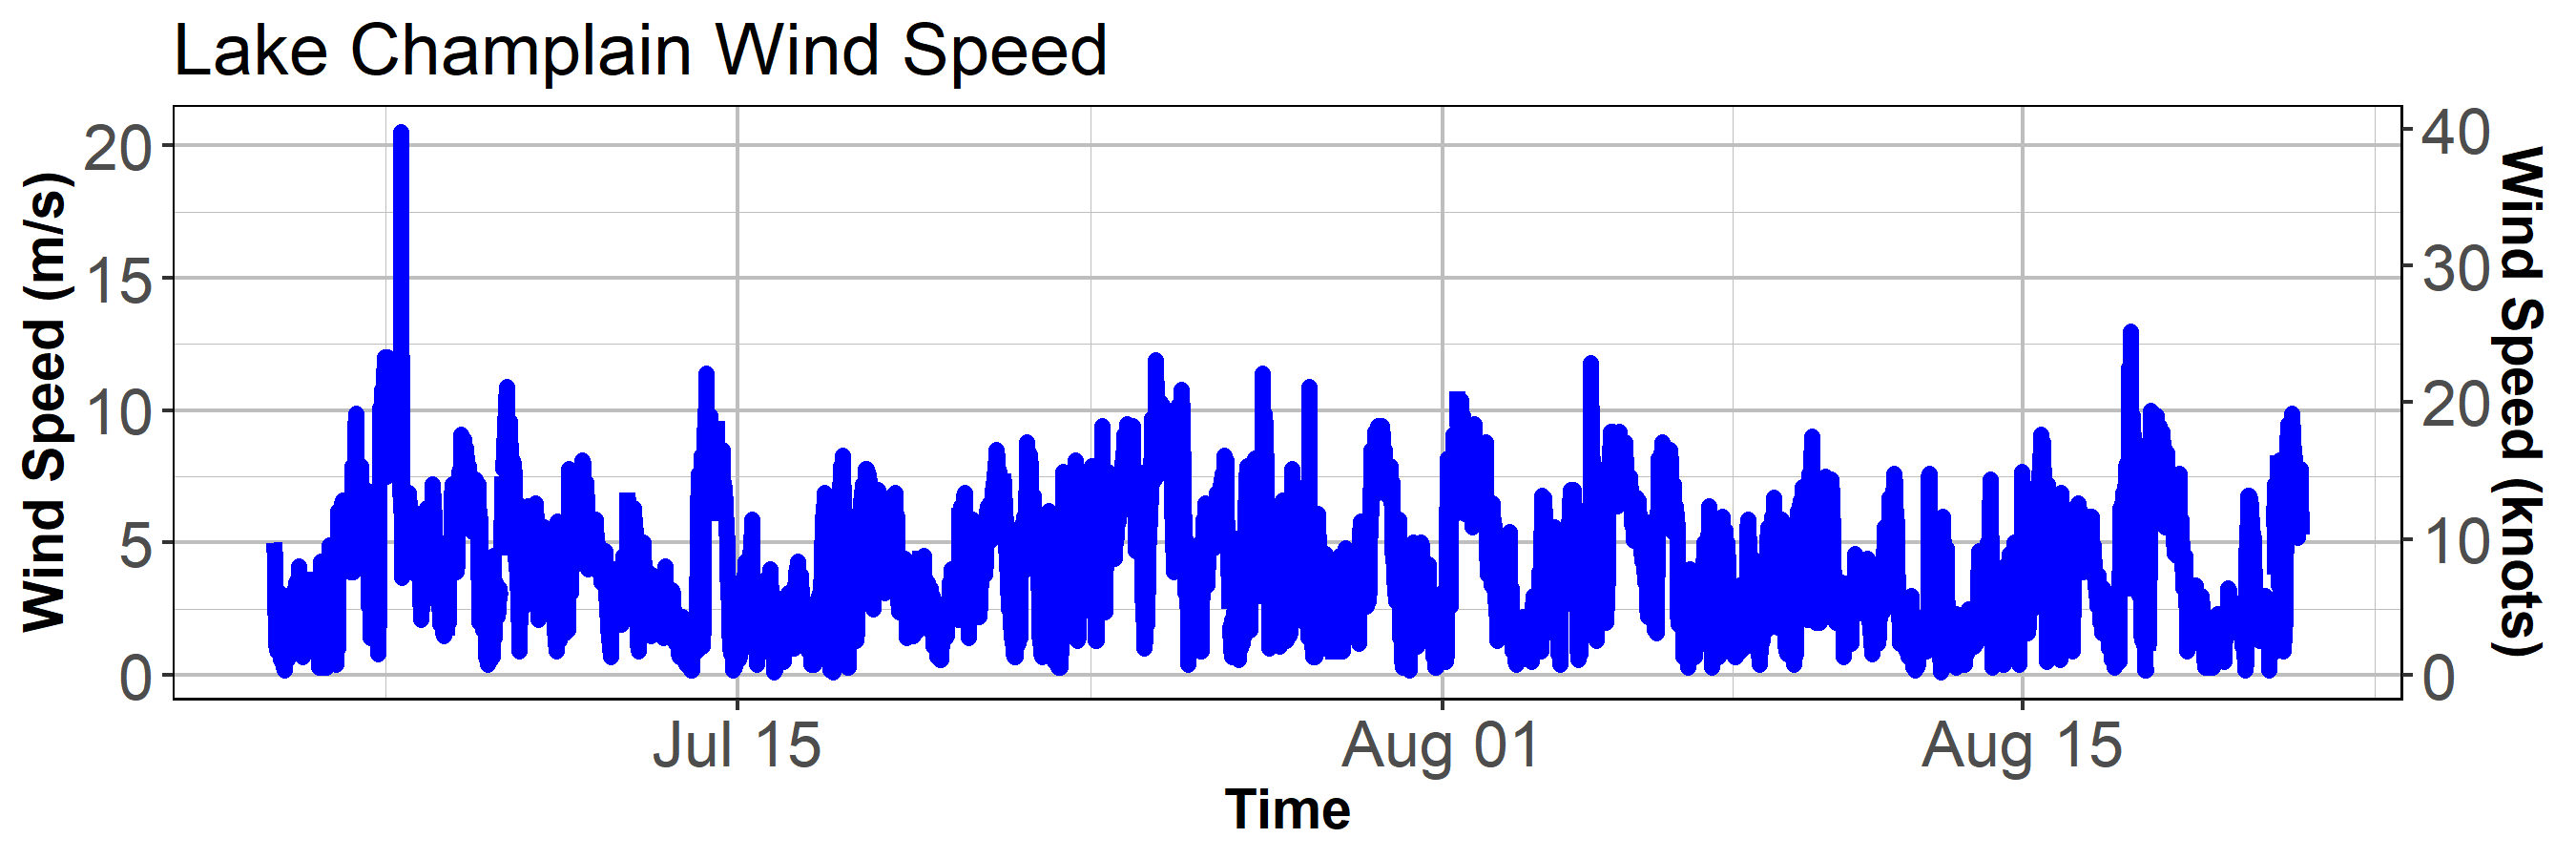 Lake Champlain Wind Speed
Wind Speed (m/s)
20
15
10
5
0
40
30
20
10
0
Wind Speed (knots)
Jul 15
Aug 01
Aug 15
Time